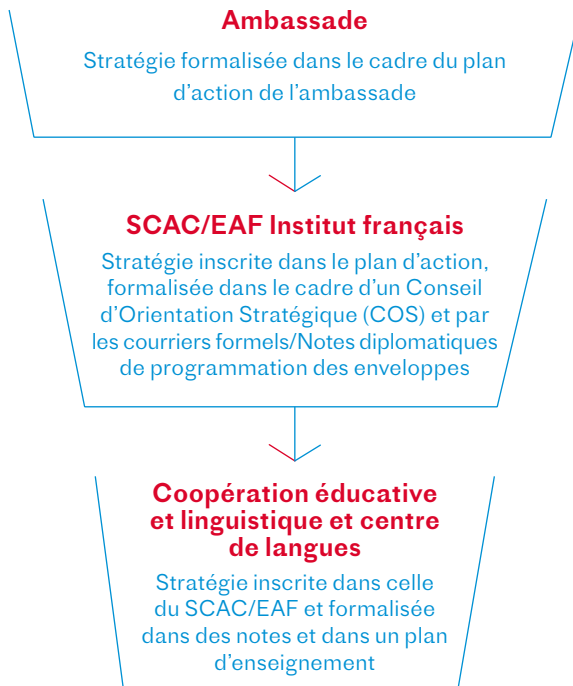 Ambassade
Stratégie formalisée dans le cadre du plan
d’action de l’ambassade
SCAC/EAF Institut français
Stratégie inscrite dans le plan d’action,
formalisée dans le cadre d’un Conseil
d’Orientation Stratégique (COS) et par
les courriers formels/Notes diplomatiques
de programmation des enveloppes
Coopération éducative
et linguistique et centre
de langues
Stratégie inscrite dans celle
du SCAC/EAF et formalisée
dans des notes et dans un plan
d’enseignement